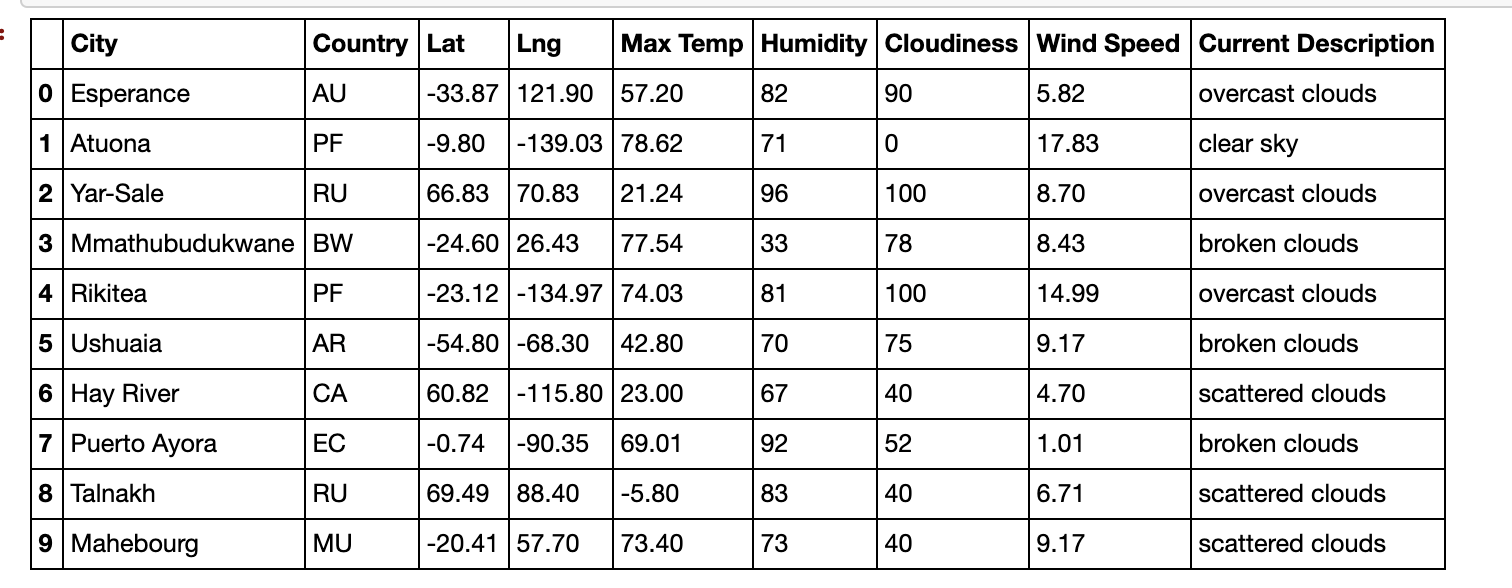 City Country Lat Lng Max Temp Humidity Cloudiness Wind Speed Current Description
0 Esperance AU -33.87 121.90 57.20 82 90 5.82 overcast clouds
1 Atuona PF -9.80 -139.03 78.62 71 0 17.83 clear sky
2 Yar-Sale RU 66.83 70.83 21.24 96 100 8.70 overcast clouds
3 Mmathubudukwane BW -24.60 26.43 77.54 33 78 8.43 broken clouds
4 Rikitea PF -23.12 -134.97 74.03 81 100 14.99 overcast clouds
5 Ushuaia AR -54.80 -68.30 42.80 70 75 9.17 broken clouds
6 Hay River CA 60.82 -115.80 23.00 67 40 4.70 scattered clouds
7 Puerto Ayora EC -0.74 -90.35 69.01 92 52 1.01 broken clouds
8 Talnakh RU 69.49 88.40 -5.80 83 40 6.71 scattered clouds
9 Mahebourg MU -20.41 57.70 73.40 73 40 9.17 scattered clouds